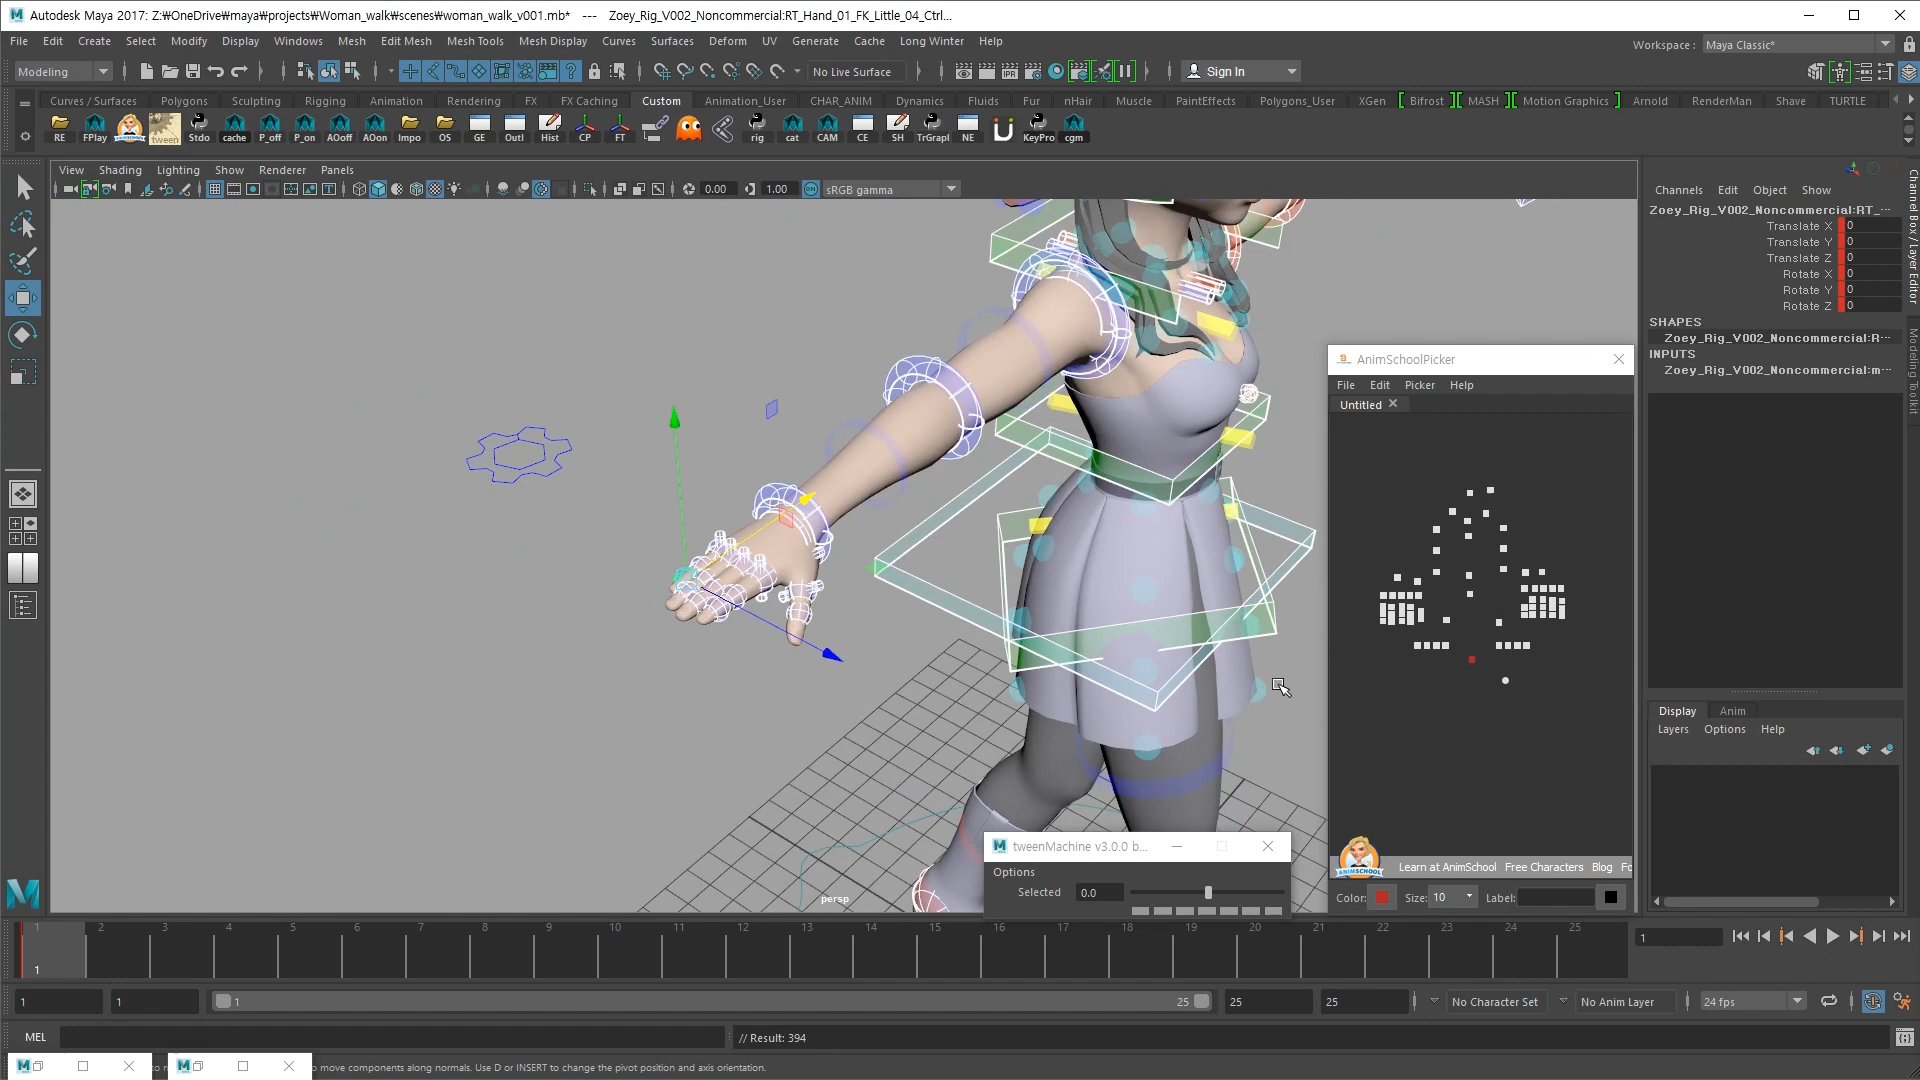 Autodesk Maya 2017: Z:₩OneDrive₩maya₩projects₩Woman_walk₩scenes₩woman_walk_v001.mb*   ---   Zoey_Rig_V002_Noncommercial:RT_Hand_01_FK_Little_04_Ctrl...
File Edit Create Select Modify Display Windows Mesh Edit Mesh Mesh Tools Mesh Display Curves Surfaces Deform UV Generate Cache Long Winter Help
Workspace : Maya Classic*
Modeling No Live Surface Sign In
Curves / Surfaces Polygons Sculpting Rigging Animation Rendering FX FX Caching Custom Animation_User CHAR_ANIM Dynamics Fluids Fur nHair Muscle PaintEffects Polygons_User XGen Bifrost MASH Motion Graphics Arnold RenderMan Shave TURTLE
RE FPlay tween Stdo cache P_off P_on AOoff AOon Impo OS GE Outl Hist CP FT rig cat CAM CE SH TrGrapl NE KeyPro cgm
View Shading Lighting Show Renderer Panels
0.00 1.00 sRGB gamma
Channels Edit Object Show
Zoey_Rig_V002_Noncommercial:RT_...
Translate X 0
Translate Y 0
Translate Z 0
Rotate X 0
Rotate Y 0
Rotate Z 0
SHAPES
Zoey_Rig_V002_Noncommercial:R...
INPUTS
Zoey_Rig_V002_Noncommercial:m...
Channel Box / Layer Editor
Modeling Toolkit
AnimSchoolPicker
File Edit Picker Help
Untitled
ANIMSCHOOL
Learn at AnimSchool Free Characters Blog Fo
Color: Size: 10 Label:
Display Anim
Layers Options Help
persp
tweenMachine v3.0.0 b...
Options
Selected 0.0
1 2 3 4 5 6 7 8 9 10 11 12 13 14 15 16 17 18 19 20 21 22 23 24 25
1
1
1 1 1 25 25 25 No Character Set No Anim Layer 24 fps
MEL // Result: 394
o move components along normals. Use D or INSERT to change the pivot position and axis orientation.